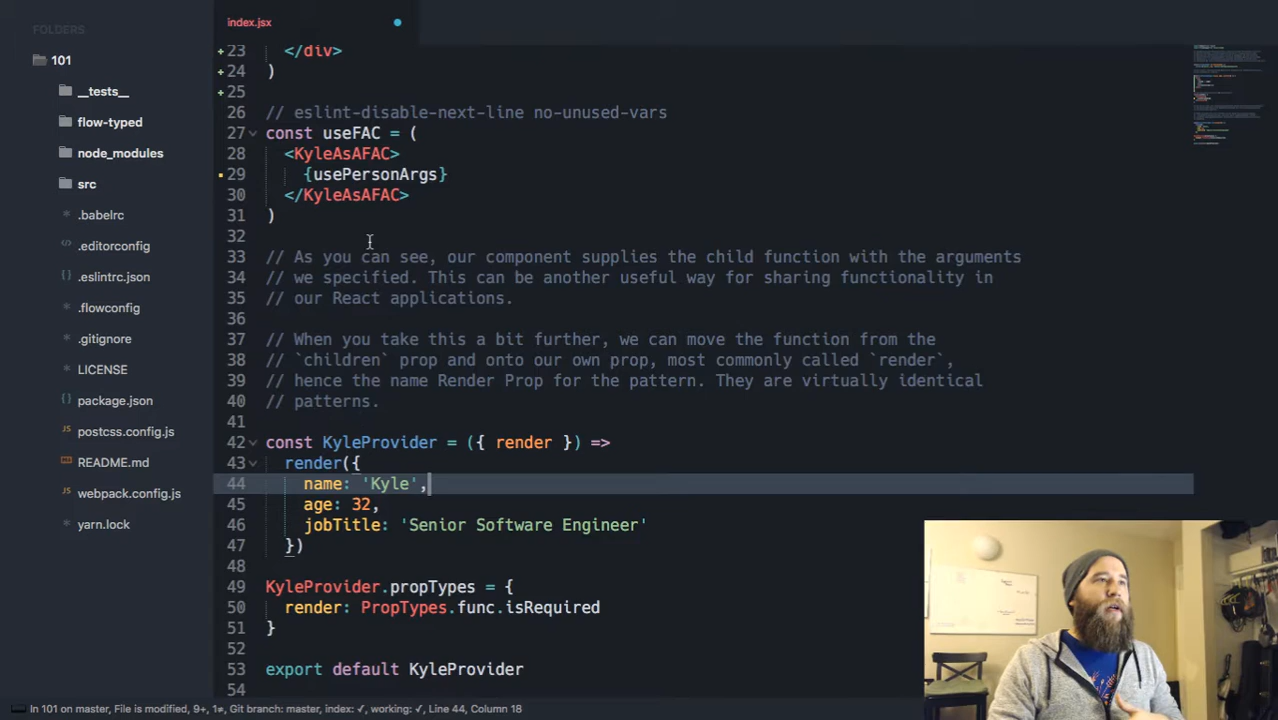 FOLDERS
101
__tests__
flow-typed
node_modules
src
.babelrc
.editorconfig
.eslintrc.json
.flowconfig
.gitignore
LICENSE
package.json
postcss.config.js
README.md
webpack.config.js
yarn.lock
index.jsx
23 </div>
24 )
25
26 // eslint-disable-next-line no-unused-vars
27 const useFAC = (
28 <KyleAsAFAC>
29 {usePersonArgs}
30 </KyleAsAFAC>
31 )
32
33 // As you can see, our component supplies the child function with the arguments
34 // we specified. This can be another useful way for sharing functionality in
35 // our React applications.
36
37 // When you take this a bit further, we can move the function from the
38 // `children` prop and onto our own prop, most commonly called `render`,
39 // hence the name Render Prop for the pattern. They are virtually identical
40 // patterns.
41
42 const KyleProvider = ({ render }) =>
43 render({
44 name: 'Kyle',
45 age: 32,
46 jobTitle: 'Senior Software Engineer'
47 })
48
49 KyleProvider.propTypes = {
50 render: PropTypes.func.isRequired
51 }
52
53 export default KyleProvider
54
In 101 on master, File is modified, 9+, 1≠, Git branch: master, index: ✓, working: ✓, Line 44, Column 18